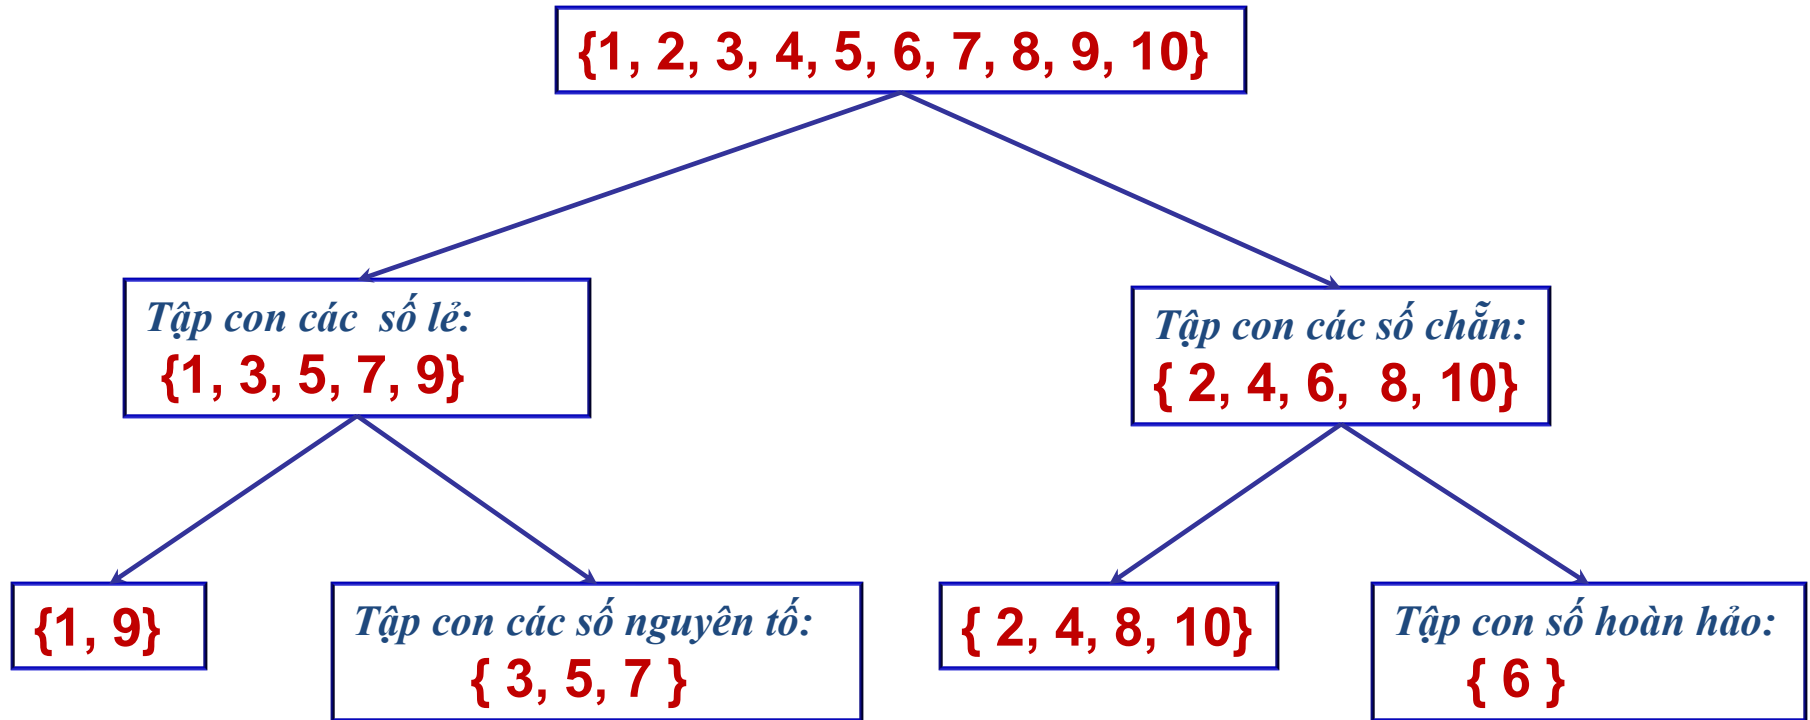 {1, 2, 3, 4, 5, 6, 7, 8, 9, 10}
Tập con các số lẻ:
{1, 3, 5, 7, 9}
Tập con các số chẵn:
{ 2, 4, 6, 8, 10}
{1, 9}
Tập con các số nguyên tố:
{ 3, 5, 7 }
{ 2, 4, 8, 10}
Tập con số hoàn hảo:
{ 6 }